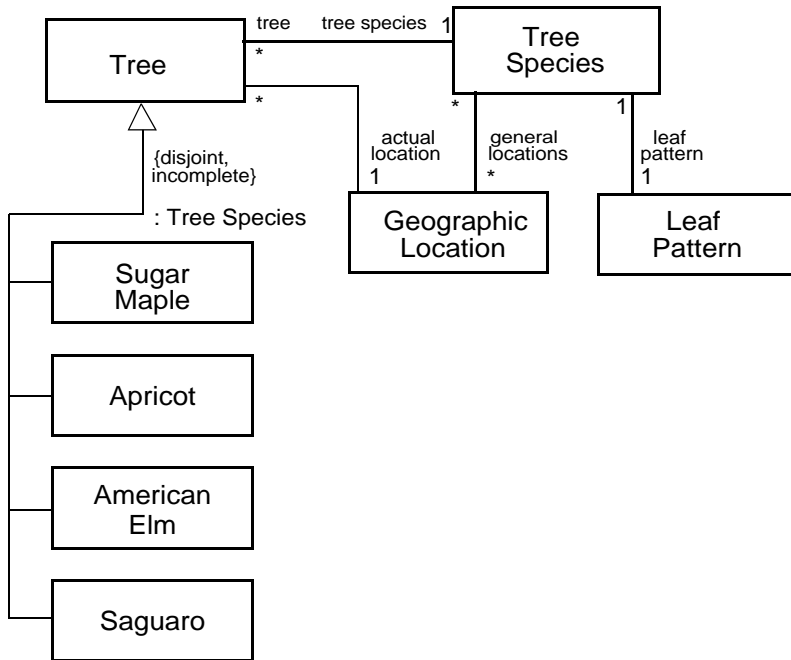 tree tree species 1
Tree
Species
Tree
*
*
*
1
actual
location
general
locations
leaf
pattern
{disjoint,
incomplete}
1
*
1
: Tree Species
Geographic
Location
Leaf
Pattern
Sugar
Maple
Apricot
American
Elm
Saguaro